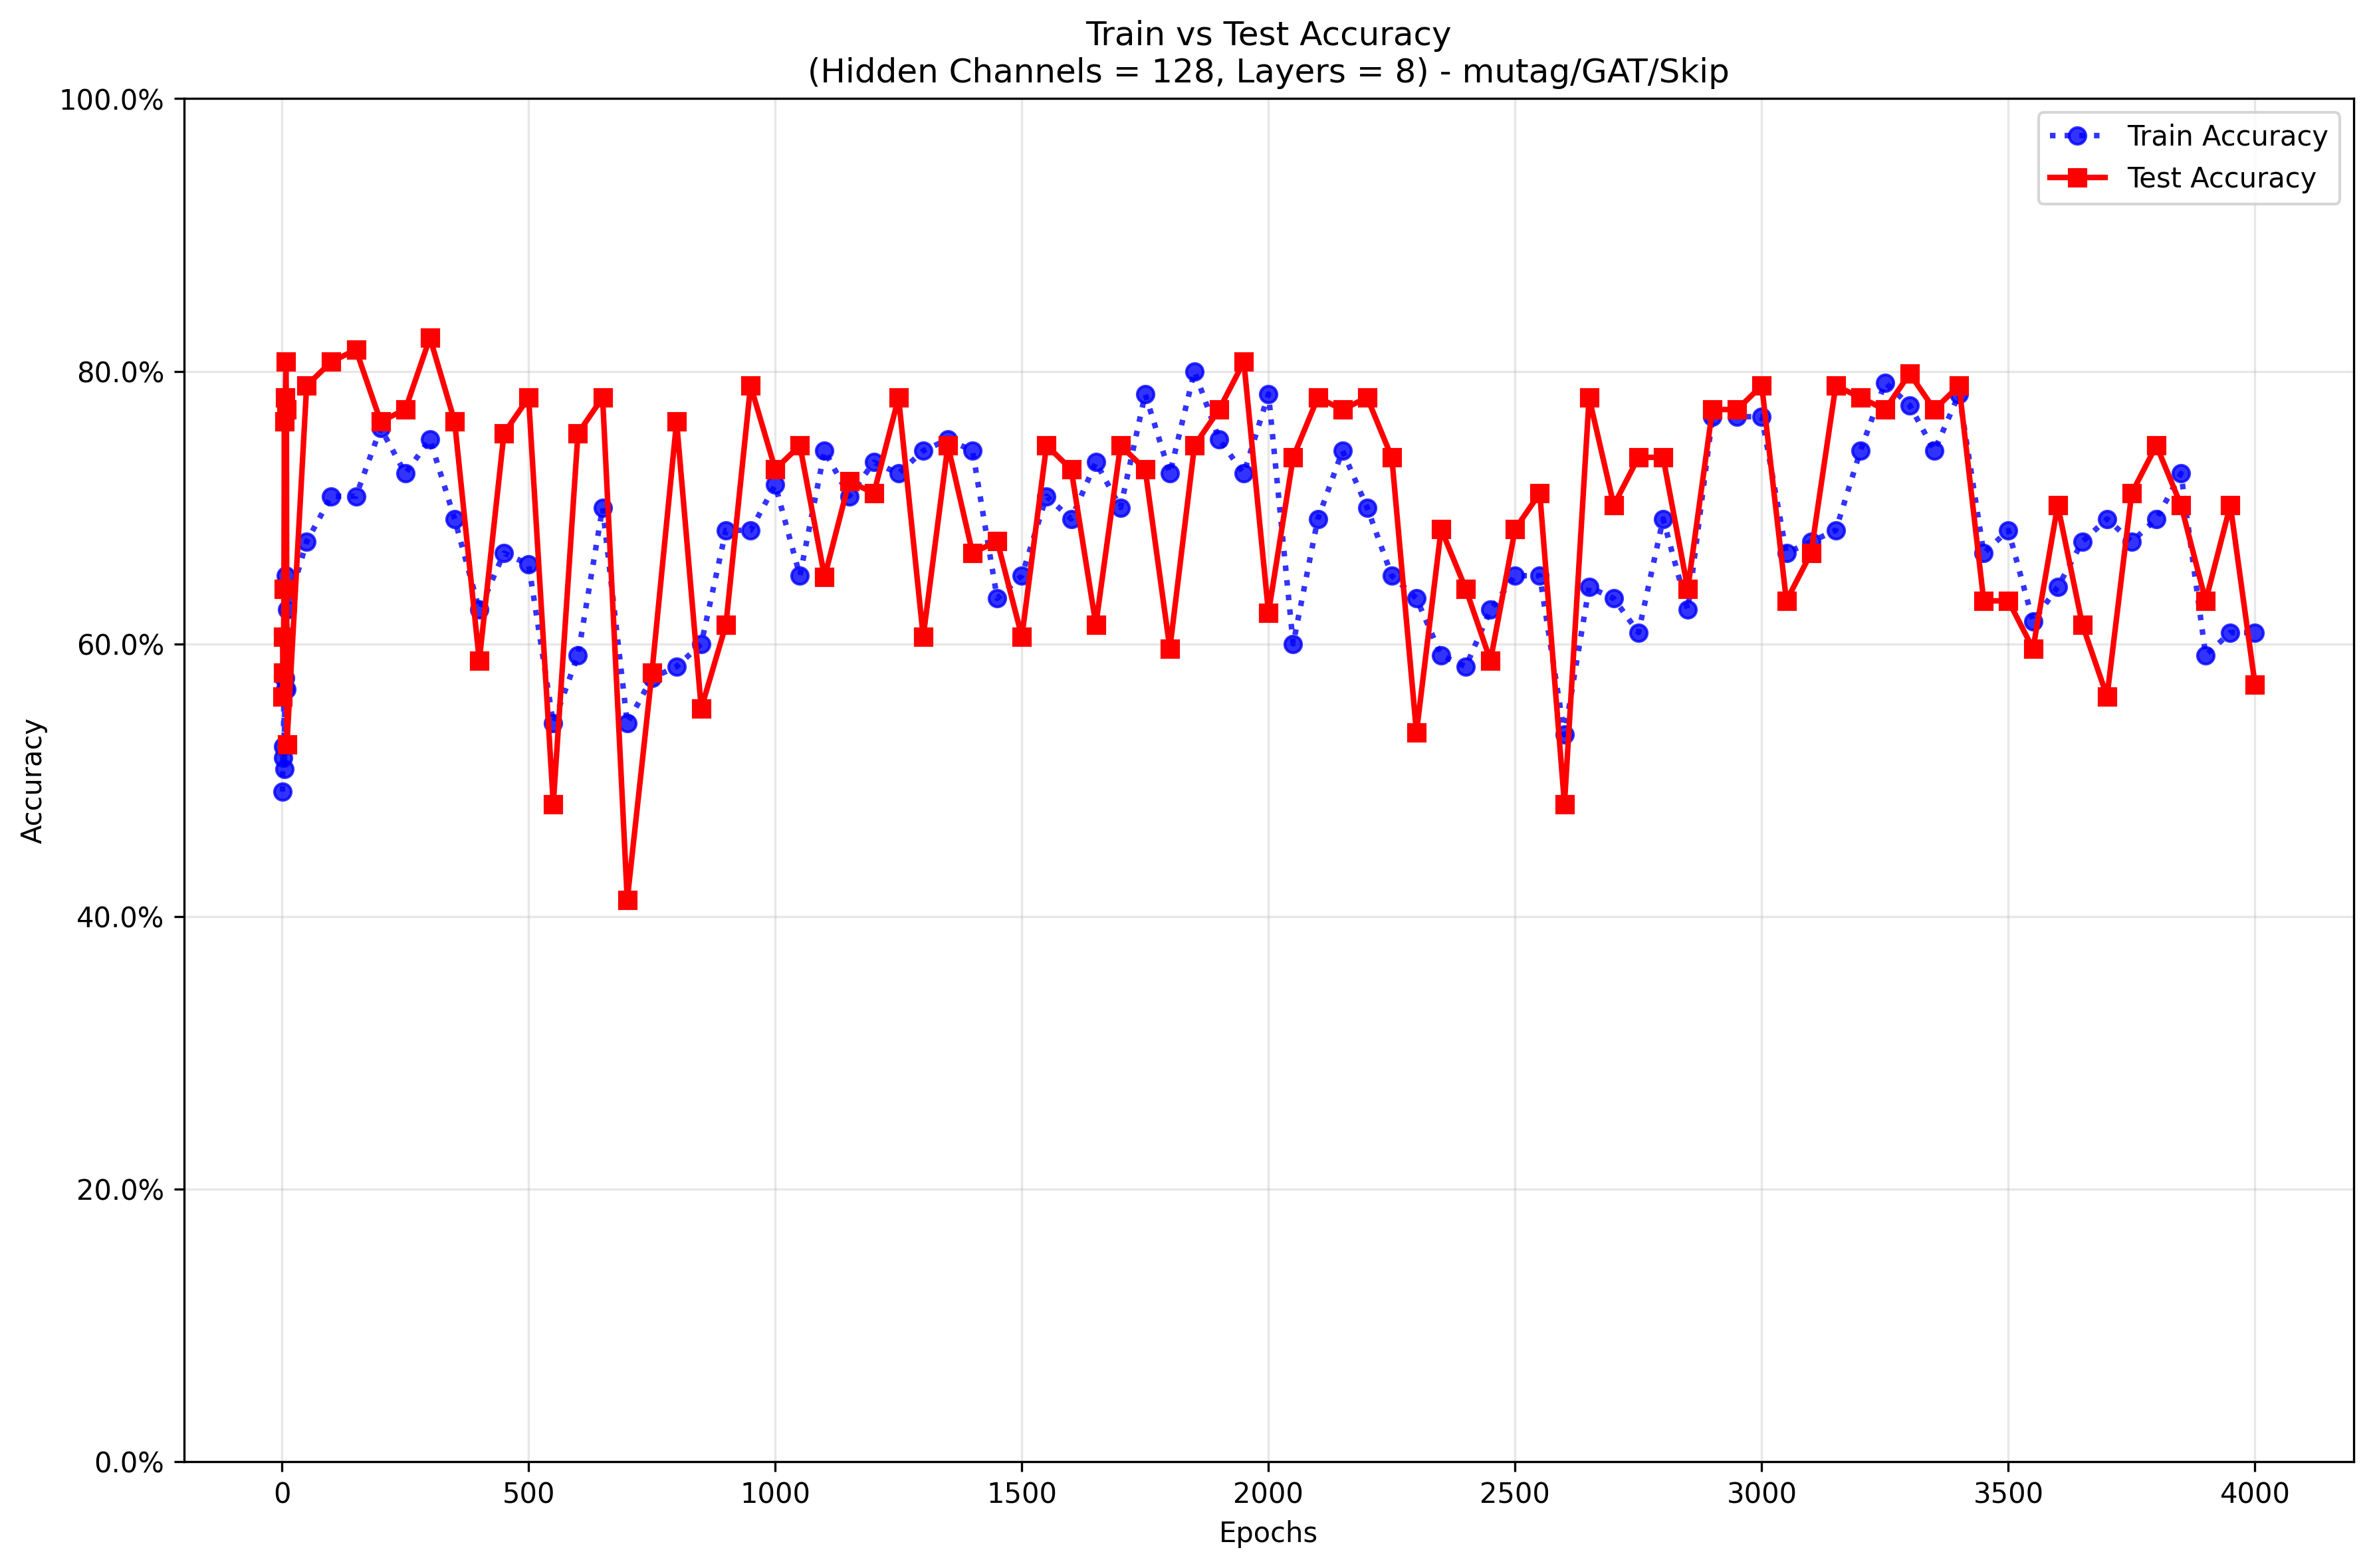 Train vs Test Accuracy
(Hidden Channels = 128, Layers = 8) - mutag/GAT/Skip
100.0%
80.0%
60.0%
40.0%
20.0%
0.0%
Accuracy
Train Accuracy
Test Accuracy
0 500 1000 1500 2000 2500 3000 3500 4000
Epochs